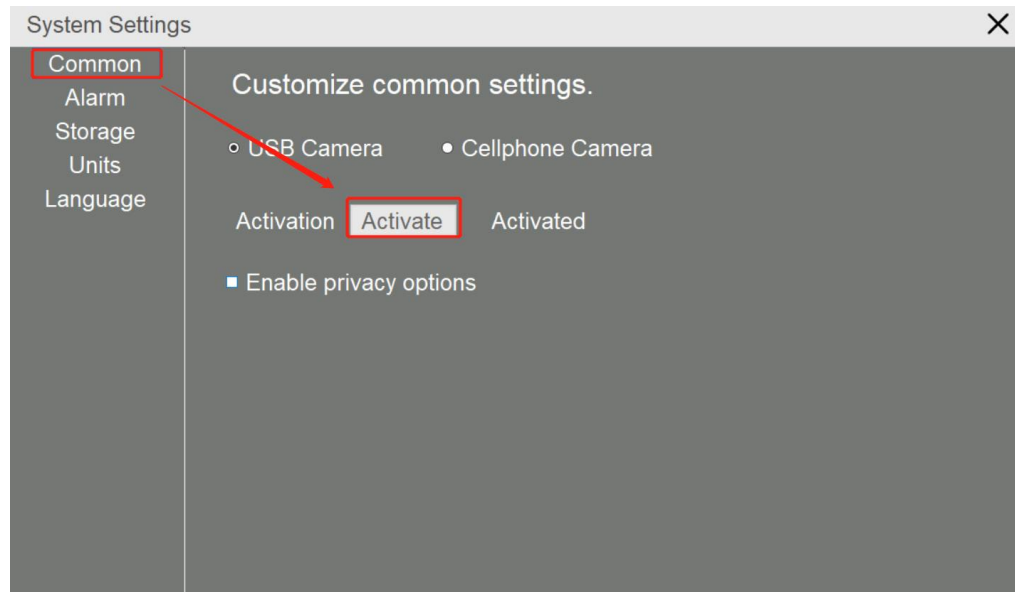 System Settings
Common
Alarm
Storage
Units
Language
Customize common settings.
USB Camera Cellphone Camera
Activation Activate Activated
Enable privacy options